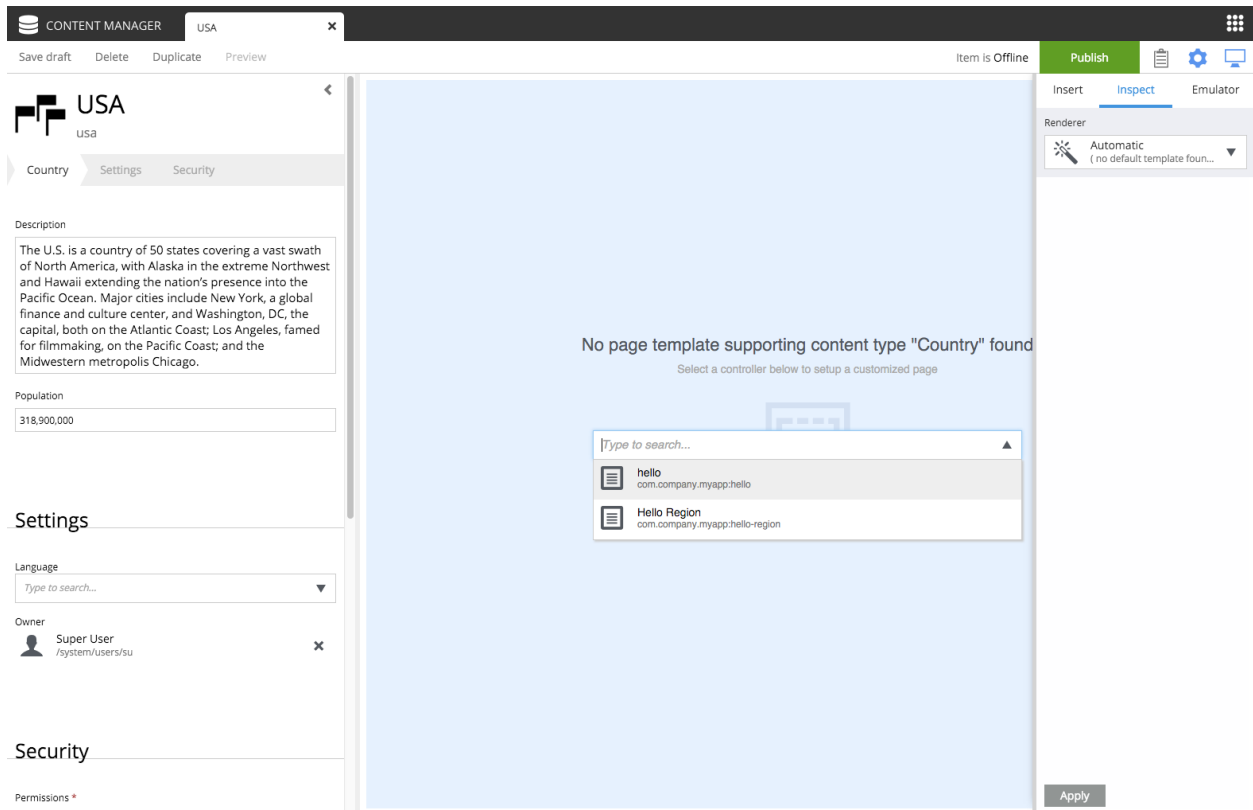 CONTENT MANAGER
USA
Save draft
Delete
Duplicate
Preview
Item is Offline
Publish
USA
usa
Country
Settings
Security
Description
The U.S. is a country of 50 states covering a vast swath
of North America, with Alaska in the extreme Northwest
and Hawaii extending the nation’s presence into the
Pacific Ocean. Major cities include New York, a global
finance and culture center, and Washington, DC, the
capital, both on the Atlantic Coast; Los Angeles, famed
for filmmaking, on the Pacific Coast; and the
Midwestern metropolis Chicago.
Population
318,900,000
Settings
Language
Type to search...
Owner
Super User
/system/users/su
Security
Permissions *
No page template supporting content type "Country" found
Select a controller below to setup a customized page
Type to search...
hello
com.company.myapp:hello
Hello Region
com.company.myapp:hello-region
Insert
Inspect
Emulator
Renderer
Automatic
( no default template foun...
Apply